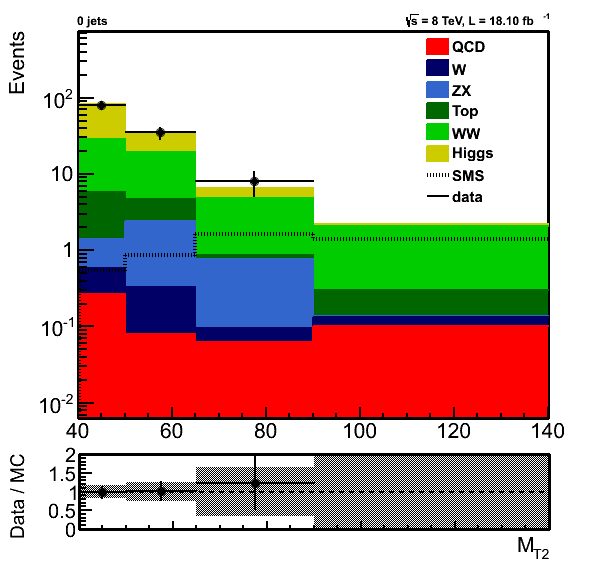 0 jets
√s = 8 TeV, L = 18.10 fb⁻¹
Events
QCD
W
ZX
Top
WW
Higgs
SMS
data
10²
10
1
10⁻¹
10⁻²
40 60 80 100 120 140
Data / MC
2
1.5
1
0.5
0
M_T2